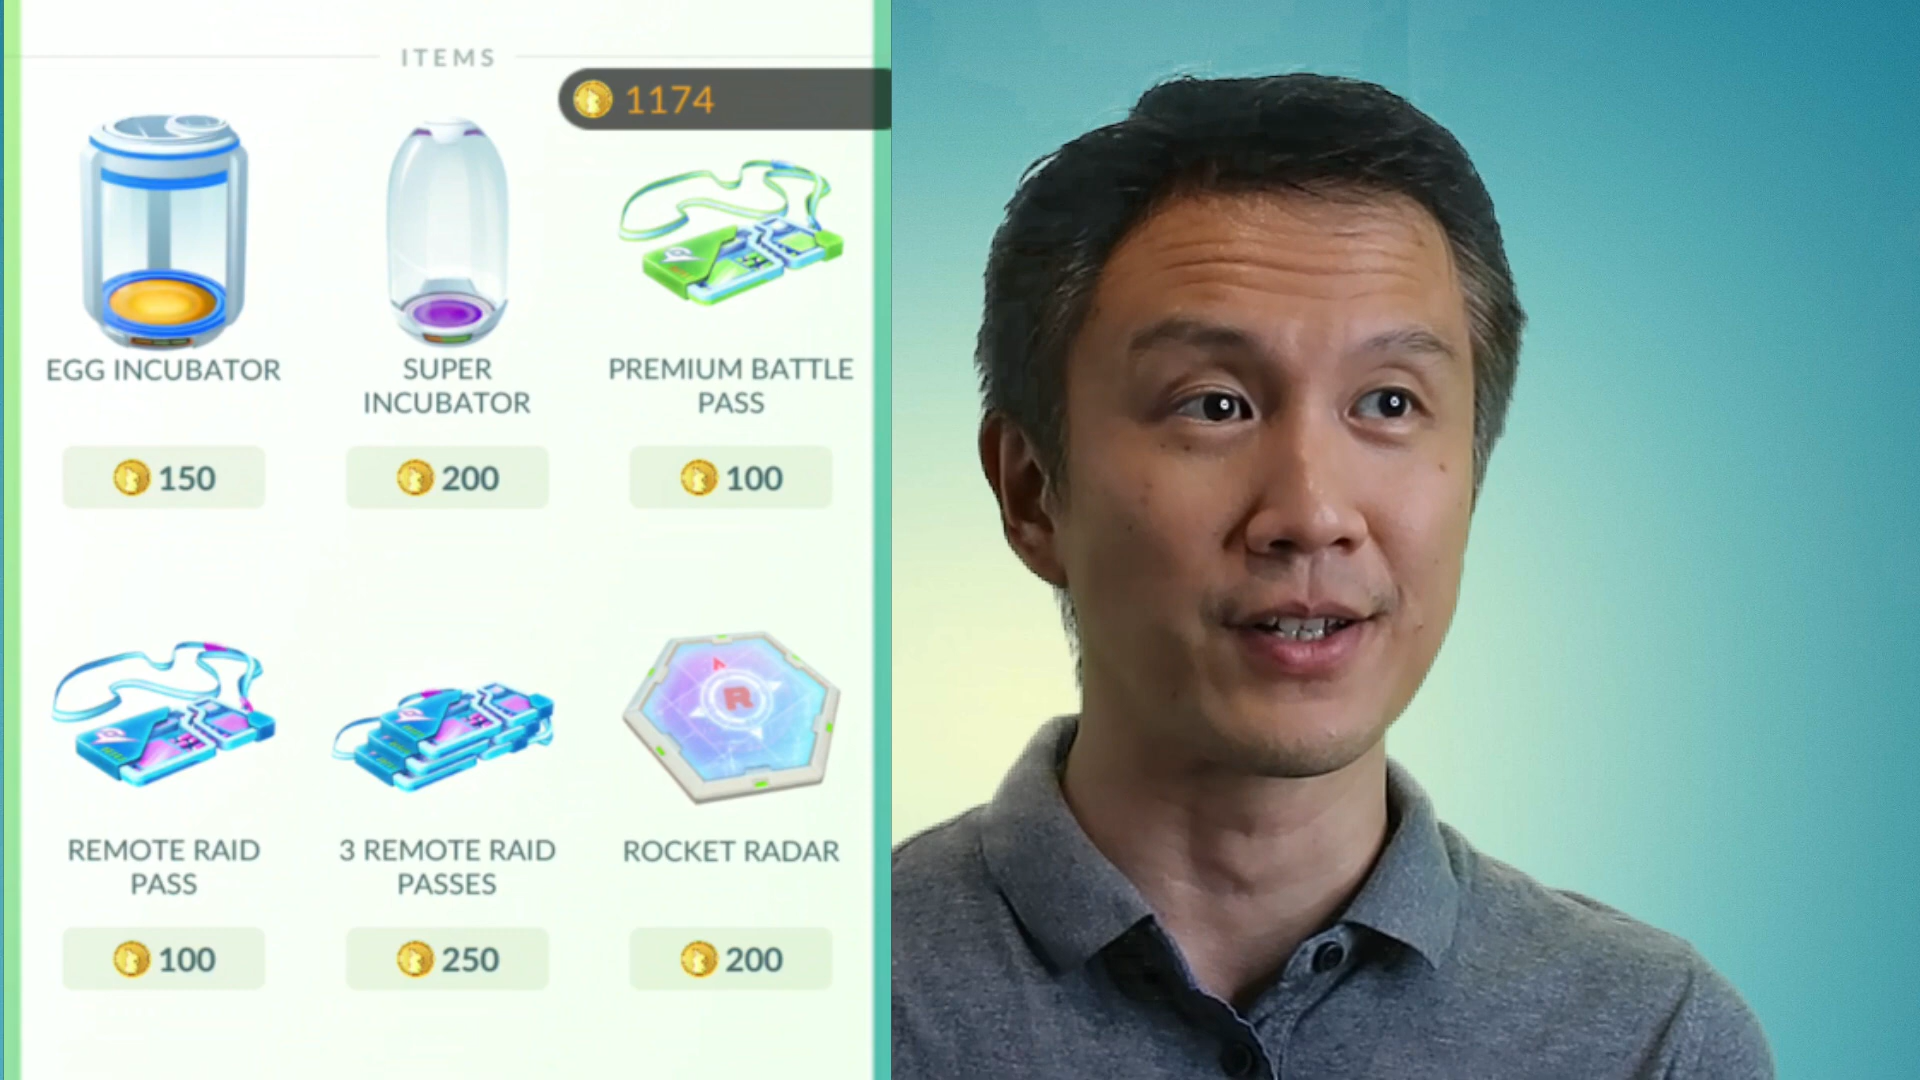 ITEMS
1174
EGG INCUBATOR
SUPER
INCUBATOR
PREMIUM BATTLE
PASS
150
200
100
R
REMOTE RAID
PASS
3 REMOTE RAID
PASSES
ROCKET RADAR
100
250
200